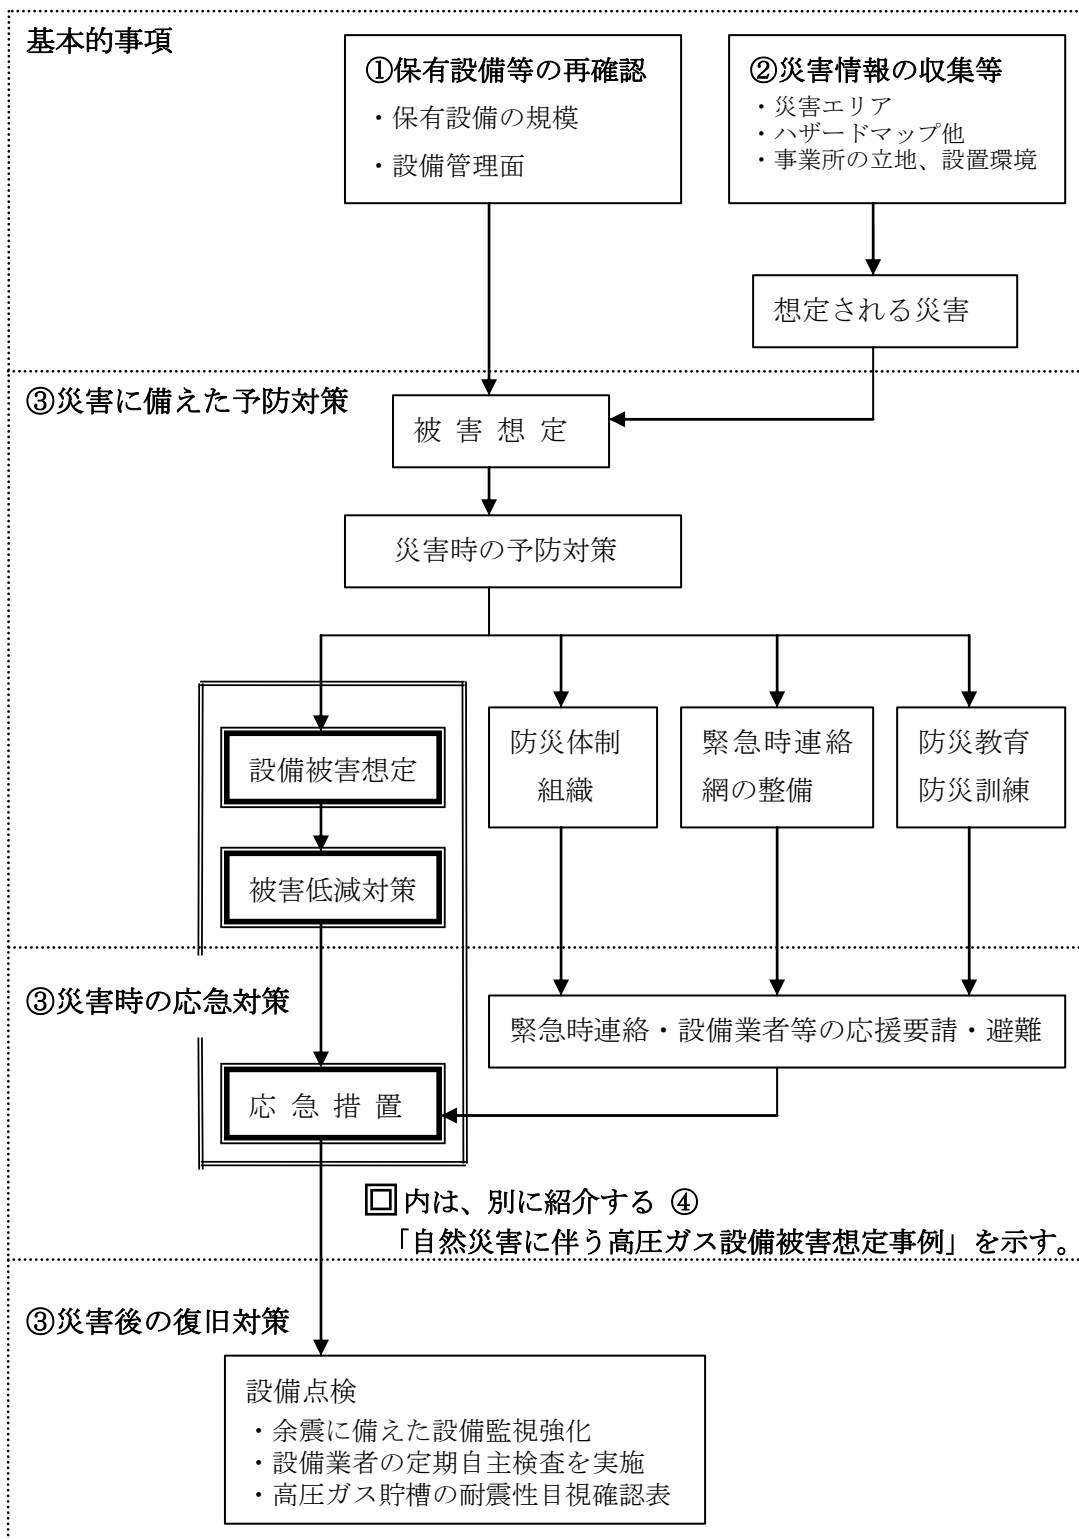 基本的事項
①保有設備等の再確認
・保有設備の規模
・設備管理面
②災害情報の収集等
・災害エリア
・ハザードマップ他
・事業所の立地、設置環境
想定される災害
③災害に備えた予防対策
被 害 想 定
災害時の予防対策
設備被害想定
被害低減対策
防災体制
組織
緊急時連絡
網の整備
防災教育
防災訓練
③災害時の応急対策
緊急時連絡・設備業者等の応援要請・避難
応 急 措 置
回内は、別に紹介する ④
「自然災害に伴う高圧ガス設備被害想定事例」を示す。
③災害後の復旧対策
設備点検
・余震に備えた設備監視強化
・設備業者の定期自主検査を実施
・高圧ガス貯槽の耐震性目視確認表